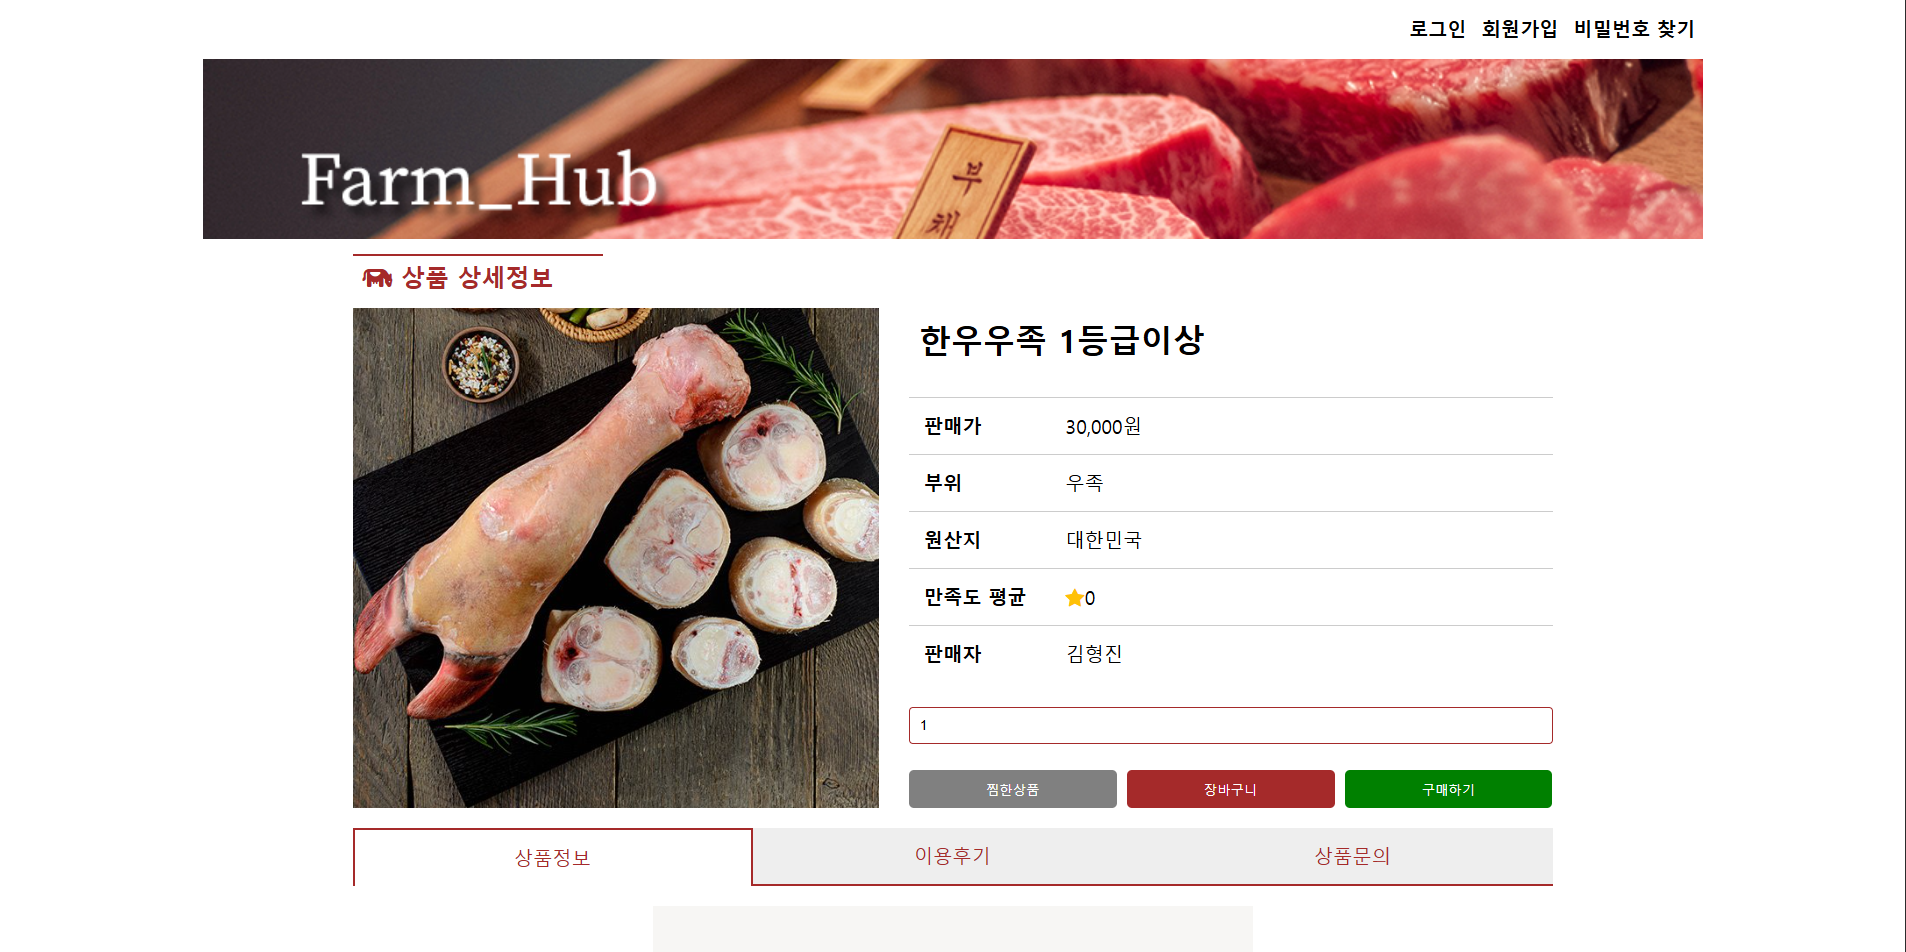 로그인 회원가입 비밀번호 찾기
Farm_Hub
부
채
상품 상세정보
한우우족 1등급이상
판매가 30,000원
부위 우족
원산지 대한민국
만족도 평균 0
판매자 김형진
1
찜한상품 장바구니 구매하기
상품정보 이용후기 상품문의